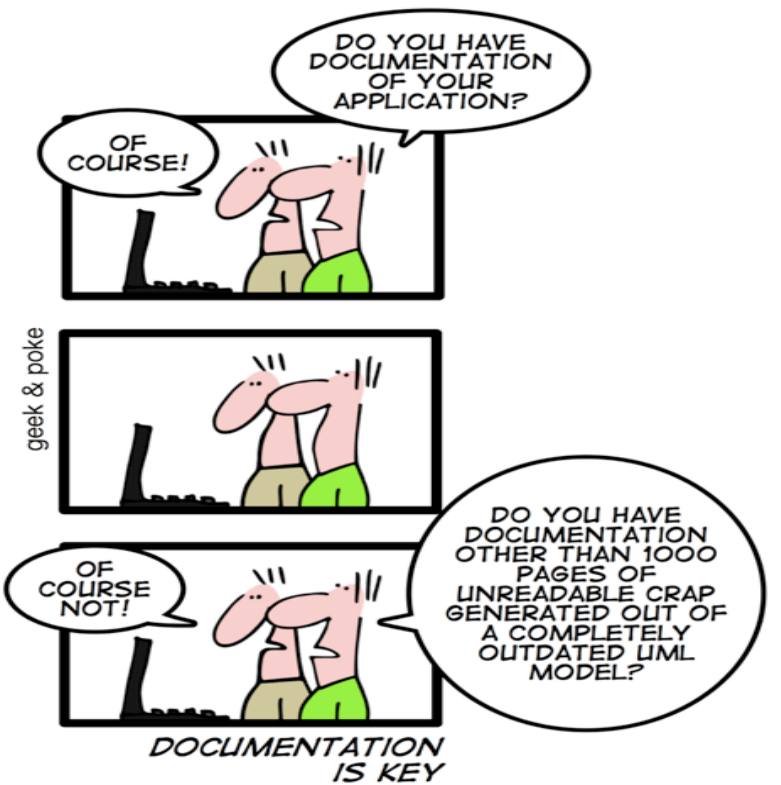 DO YOU HAVE
DOCUMENTATION
OF YOUR
APPLICATION?
OF
COURSE!
geek & poke
DO YOU HAVE
DOCUMENTATION
OTHER THAN 1000
PAGES OF
UNREADABLE CRAP
GENERATED OUT OF
A COMPLETELY
OUTDATED UML
MODEL?
OF
COURSE
NOT!
DOCUMENTATION
IS KEY